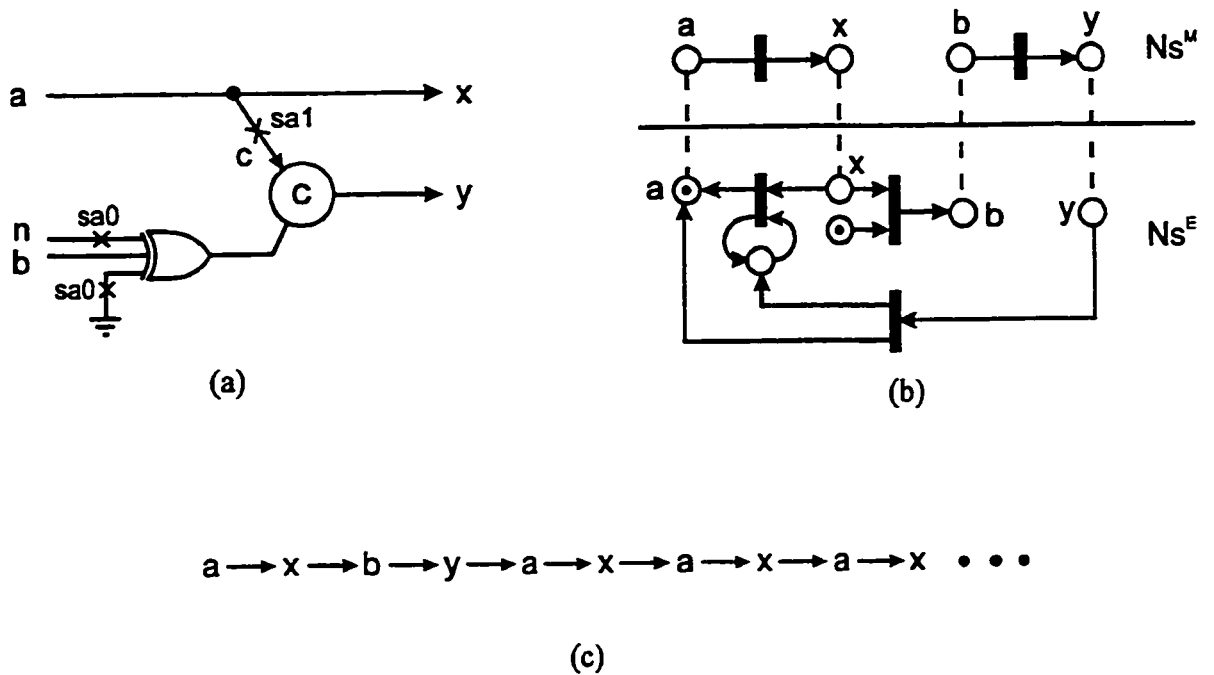 a
x
sa1
c
C
y
n
sa0
b
sa0
(a)
a
x
b
y
Ns^M
a
x
b
y
Ns^E
(b)
a → x → b → y → a → x → a → x → a → x • • •
(c)